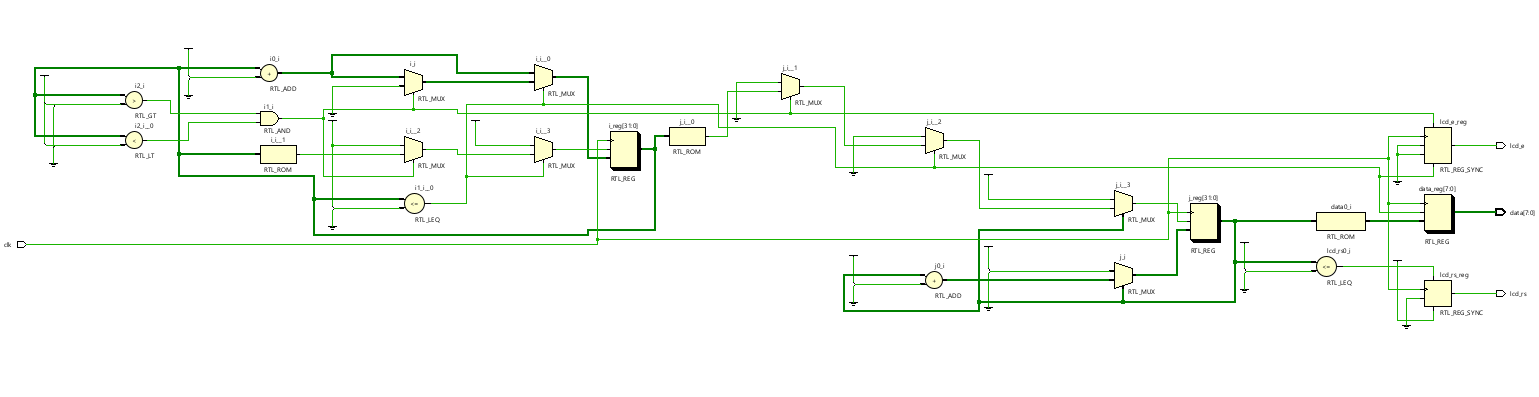 i0_i
+
RTL_ADD
i2_i
>
RTL_GT
i2_i__0
<
RTL_LT
i1_i
RTL_AND
i_i__1
RTL_ROM
i_i
RTL_MUX
i_i__0
RTL_MUX
i_i__2
RTL_MUX
i_i__3
RTL_MUX
i1_i__0
<=
RTL_LEQ
i_reg[31:0]
RTL_REG
j_i__0
RTL_ROM
j_i__1
RTL_MUX
j_i__2
RTL_MUX
j_i__3
RTL_MUX
j0_i
+
RTL_ADD
j_i
RTL_MUX
j_reg[31:0]
RTL_REG
data0_i
RTL_ROM
lcd_rs0_i
<=
RTL_LEQ
lcd_e_reg
RTL_REG_SYNC
data_reg[7:0]
RTL_REG
lcd_rs_reg
RTL_REG_SYNC
clk
lcd_e
data[7:0]
lcd_rs